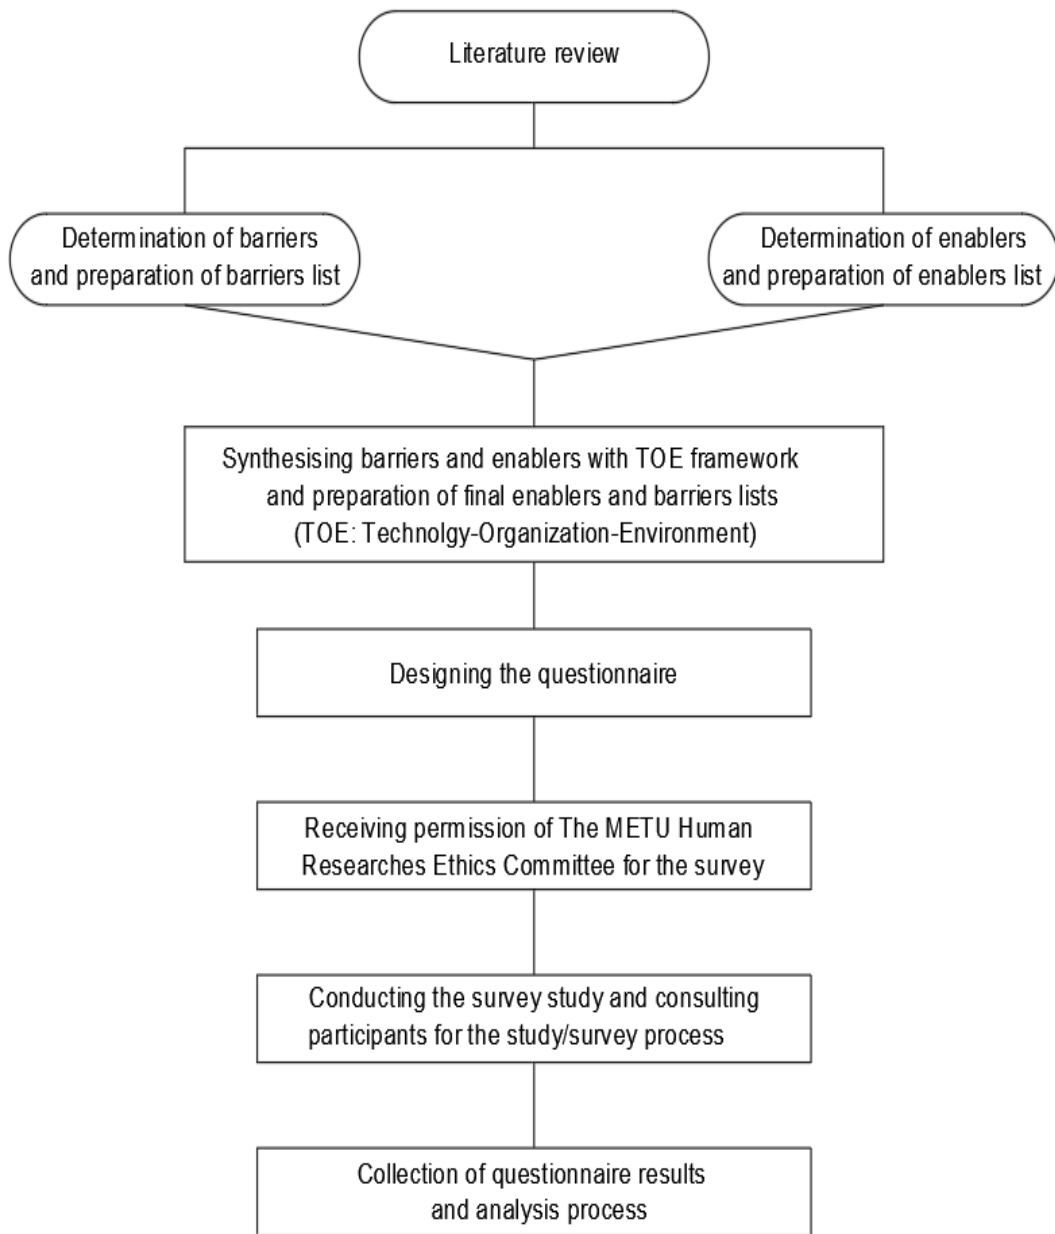 Literature review
Determination of barriers
and preparation of barriers list
Determination of enablers
and preparation of enablers list
Synthesising barriers and enablers with TOE framework
and preparation of final enablers and barriers lists
(TOE: Technolgy-Organization-Environment)
Designing the questionnaire
Receiving permission of The METU Human
Researches Ethics Committee for the survey
Conducting the survey study and consulting
participants for the study/survey process
Collection of questionnaire results
and analysis process